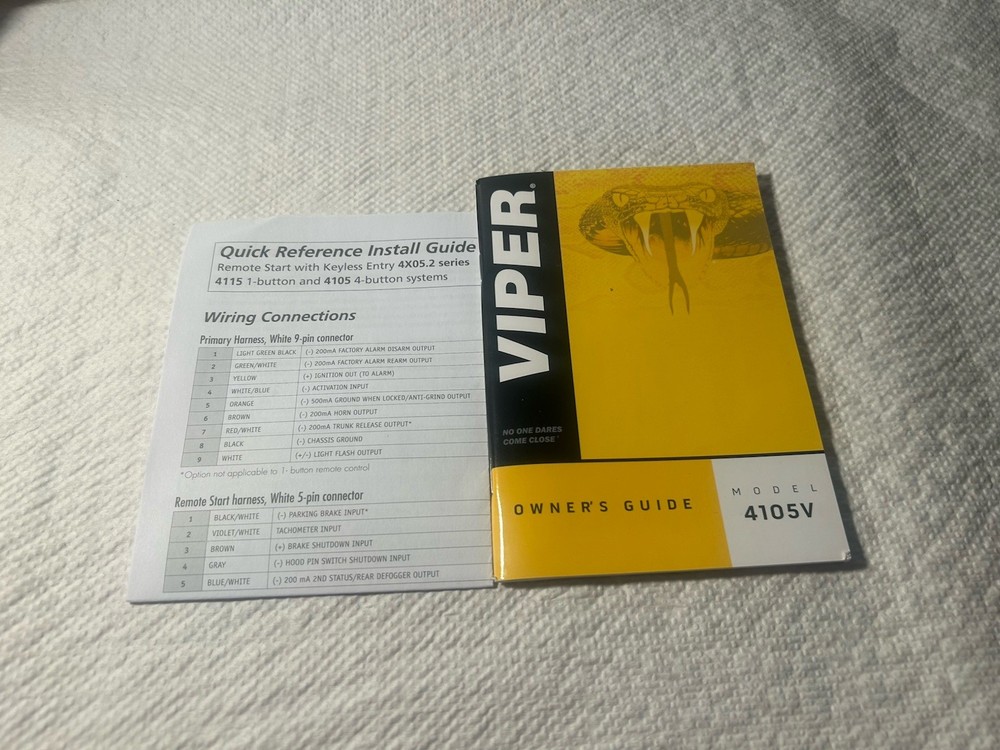 Quick Reference Install Guide
Remote Start with Keyless Entry 4X05.2 series
4115 1-button and 4105 4-button systems
Wiring Connections
Primary Harness, White 9-pin connector
1 LIGHT GREEN BLACK (-) 200mA FACTORY ALARM DISARM OUTPUT
2 GREEN/WHITE (-) 200mA FACTORY ALARM REARM OUTPUT
3 YELLOW (+) IGNITION OUT (TO ALARM)
4 WHITE/BLUE (-) ACTIVATION INPUT
5 ORANGE (-) 500mA GROUND WHEN LOCKED/ANTI-GRIND OUTPUT
6 BROWN (-) 200mA HORN OUTPUT
7 RED/WHITE (-) 200mA TRUNK RELEASE OUTPUT*
8 BLACK (-) CHASSIS GROUND
9 WHITE (+/-) LIGHT FLASH OUTPUT
*Option not applicable to 1- button remote control
Remote Start harness, White 5-pin connector
1 BLACK/WHITE (-) PARKING BRAKE INPUT*
2 VIOLET/WHITE TACHOMETER INPUT
3 BROWN (+) BRAKE SHUTDOWN INPUT
4 GRAY (-) HOOD PIN SWITCH SHUTDOWN INPUT
5 BLUE/WHITE (-) 200 mA 2ND STATUS/REAR DEFOGGER OUTPUT
VIPER®
NO ONE DARES
COME CLOSE™
OWNER'S GUIDE
MODEL
4105V